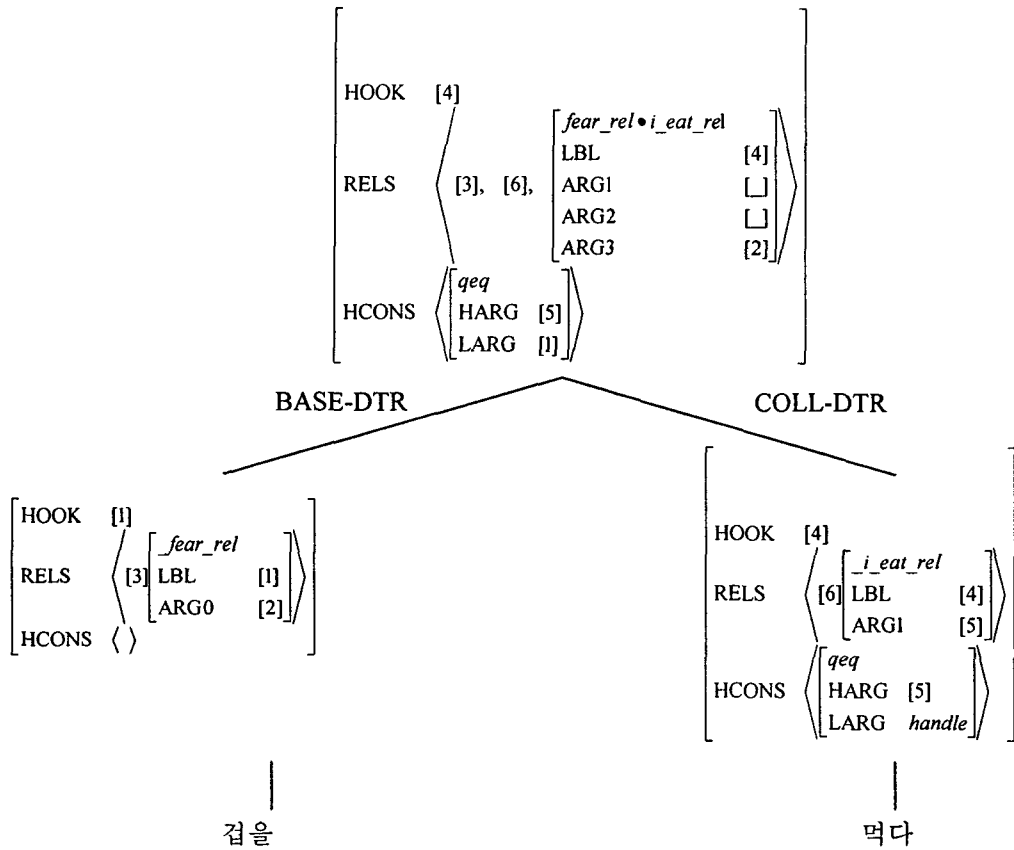 HOOK [4]
fear_rel•i_eat_rel
LBL [4]
RELS [3], [6], ARG1 [_]
ARG2 [_]
ARG3 [2]
qeq
HCONS HARG [5]
LARG [1]
BASE-DTR COLL-DTR
HOOK [1]
_fear_rel
RELS [3] LBL [1]
ARG0 [2]
HCONS ⟨ ⟩
HOOK [4]
_i_eat_rel
RELS [6] LBL [4]
ARG1 [5]
qeq
HCONS HARG [5]
LARG handle
겁을 먹다